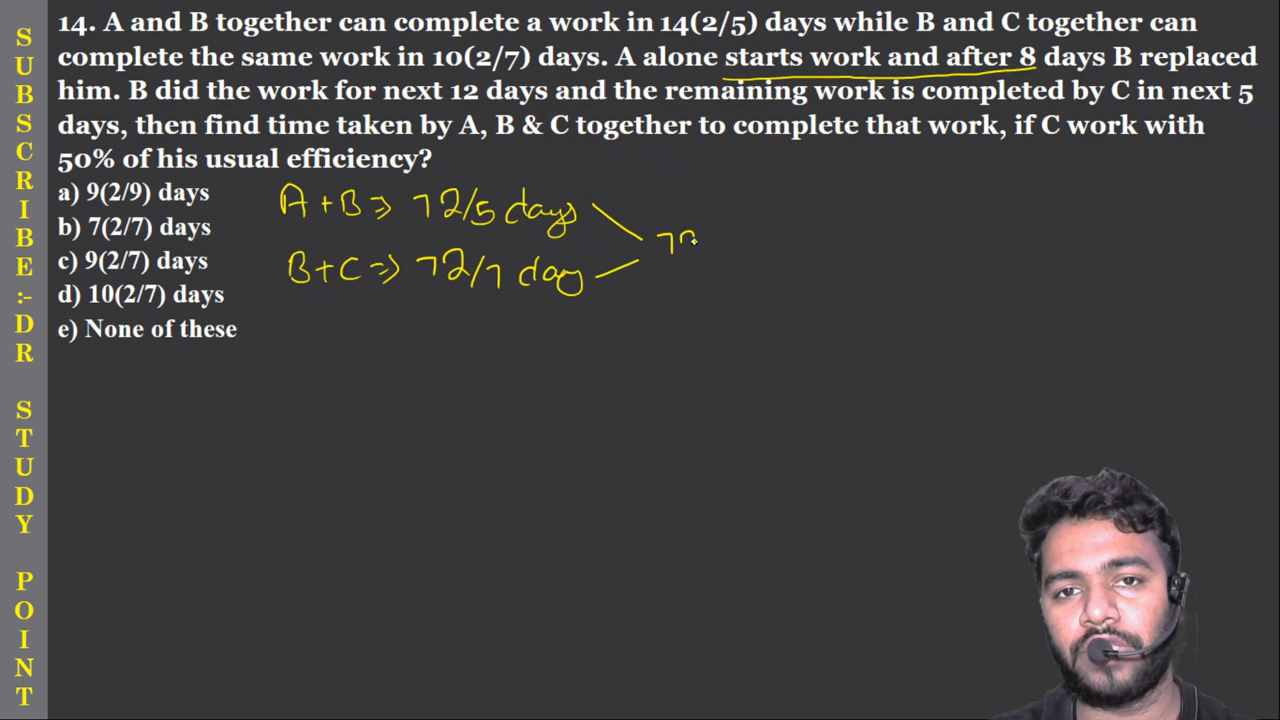 SUBSCRIBE:-DR STUDY POINT
14. A and B together can complete a work in 14(2/5) days while B and C together can
complete the same work in 10(2/7) days. A alone starts work and after 8 days B replaced
him. B did the work for next 12 days and the remaining work is completed by C in next 5
days, then find time taken by A, B & C together to complete that work, if C work with
50% of his usual efficiency?
a) 9(2/9) days
b) 7(2/7) days
c) 9(2/7) days
d) 10(2/7) days
e) None of these
A+B => 72/5 days
B+C => 72/7 day
72